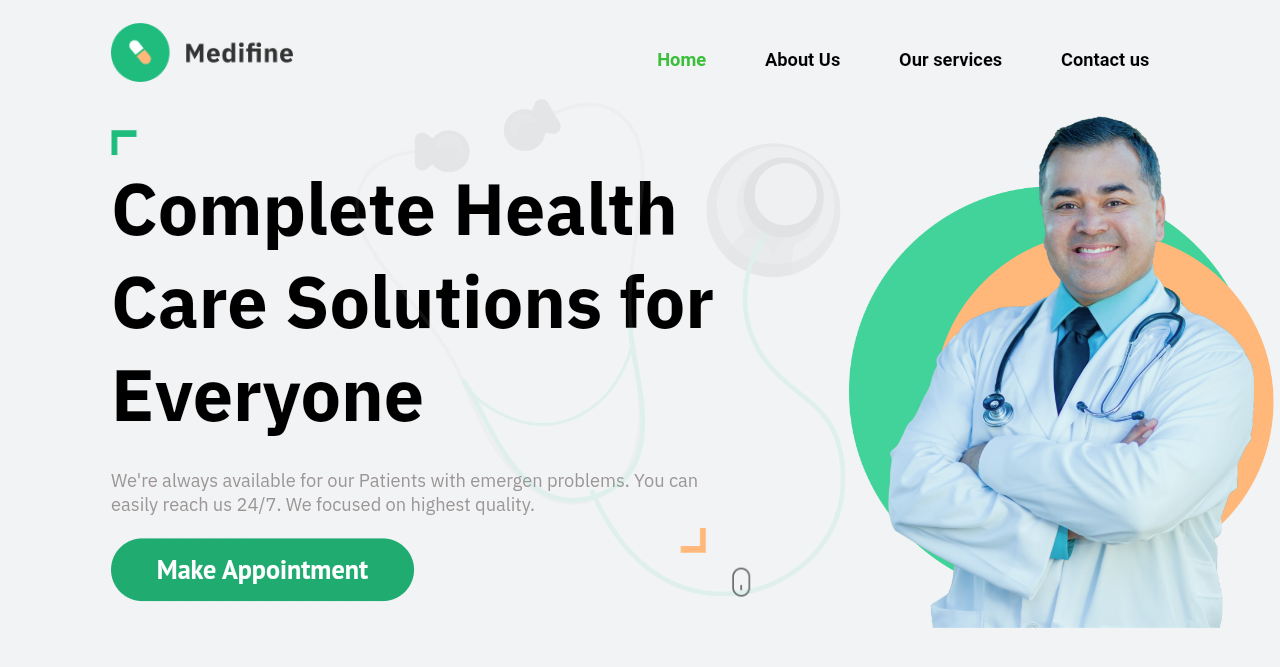 Medifine
Home About Us Our services Contact us
Complete Health
Care Solutions for
Everyone
We're always available for our Patients with emergen problems. You can
easily reach us 24/7. We focused on highest quality.
Make Appointment